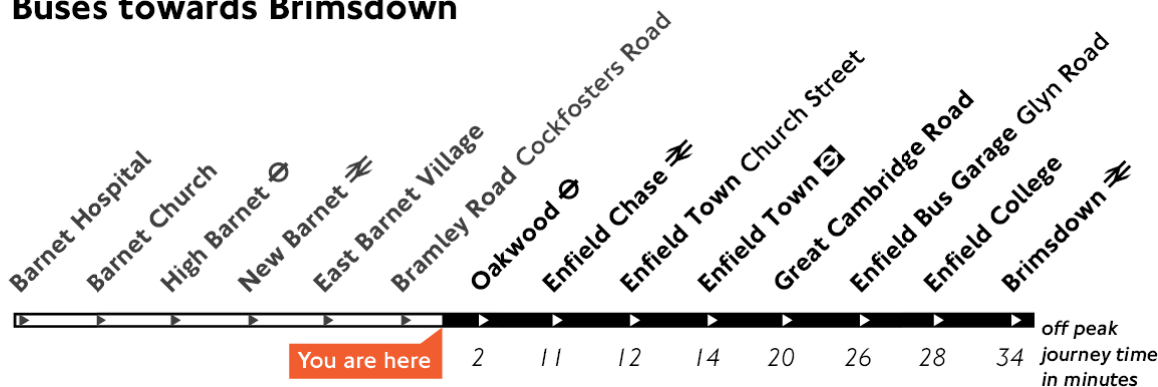 Buses towards Brimsdown
Barnet Hospital
Barnet Church
High Barnet
New Barnet
East Barnet Village
Bramley Road Cockfosters Road
Oakwood
Enfield Chase
Enfield Town Church Street
Enfield Town
Great Cambridge Road
Enfield Bus Garage Glyn Road
Enfield College
Brimsdown
You are here
2 11 12 14 20 26 28 34
off peak
journey time
in minutes